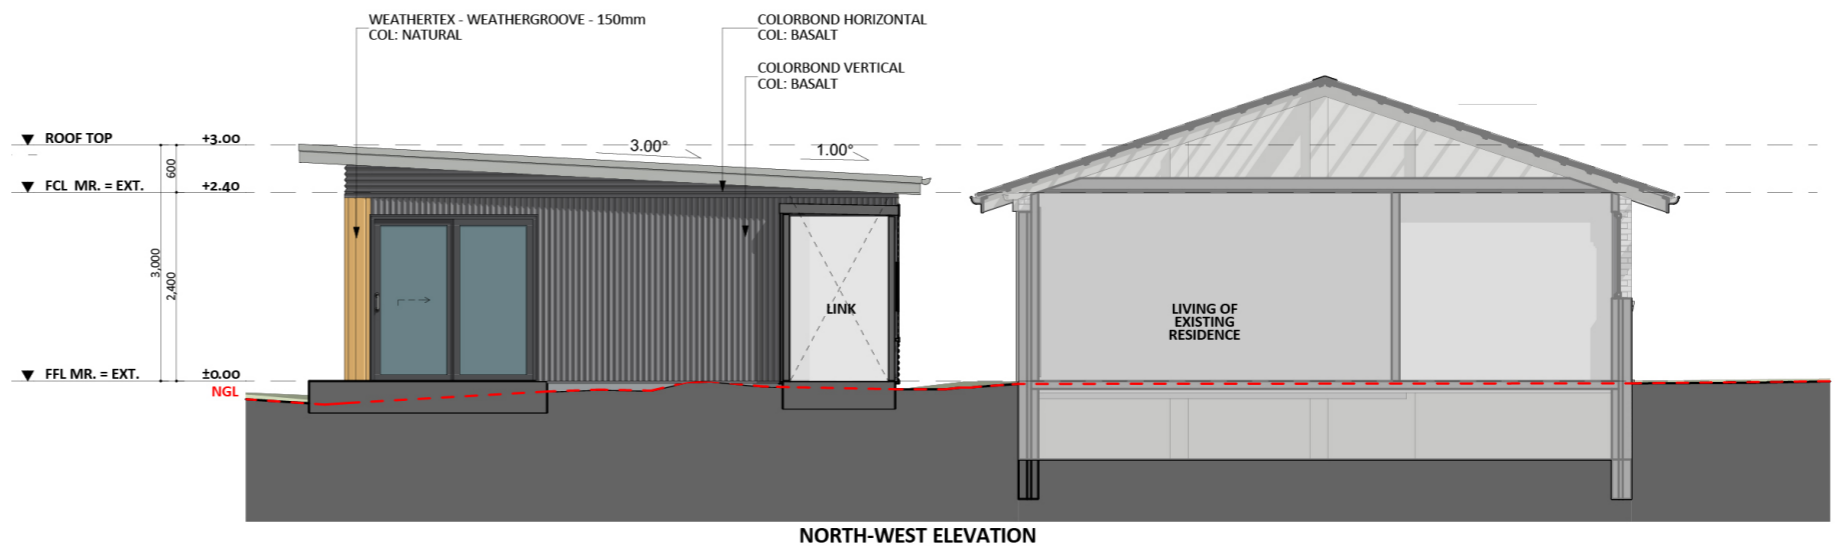 WEATHERTEX - WEATHERGROOVE - 150mm
COL: NATURAL
COLORBOND HORIZONTAL
COL: BASALT
COLORBOND VERTICAL
COL: BASALT
ROOF TOP
+3.00
3.00°
1.00°
600
FCL MR. = EXT.
+2.40
3,000
2,400
LINK
LIVING OF
EXISTING
RESIDENCE
FFL MR. = EXT.
±0.00
NGL
NORTH-WEST ELEVATION